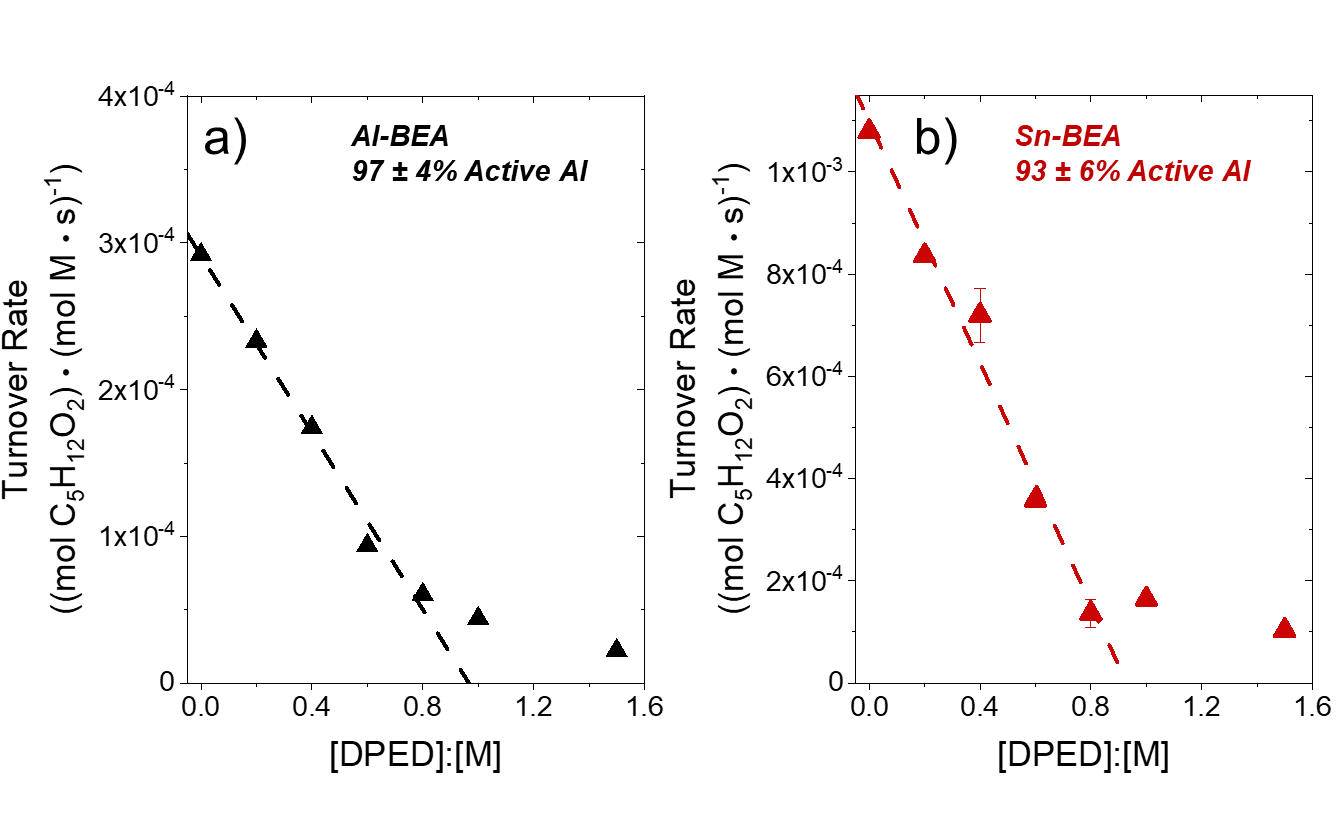 a)
Al-BEA
97 ± 4% Active Al
4x10⁻⁴
3x10⁻⁴
2x10⁻⁴
1x10⁻⁴
0
0.0 0.4 0.8 1.2 1.6
[DPED]:[M]
Turnover Rate
((mol C₅H₁₂O₂) · (mol M · s)⁻¹)
b)
Sn-BEA
93 ± 6% Active Al
1x10⁻³
8x10⁻⁴
6x10⁻⁴
4x10⁻⁴
2x10⁻⁴
0
0.0 0.4 0.8 1.2 1.6
[DPED]:[M]
Turnover Rate
((mol C₅H₁₂O₂) · (mol M · s)⁻¹)